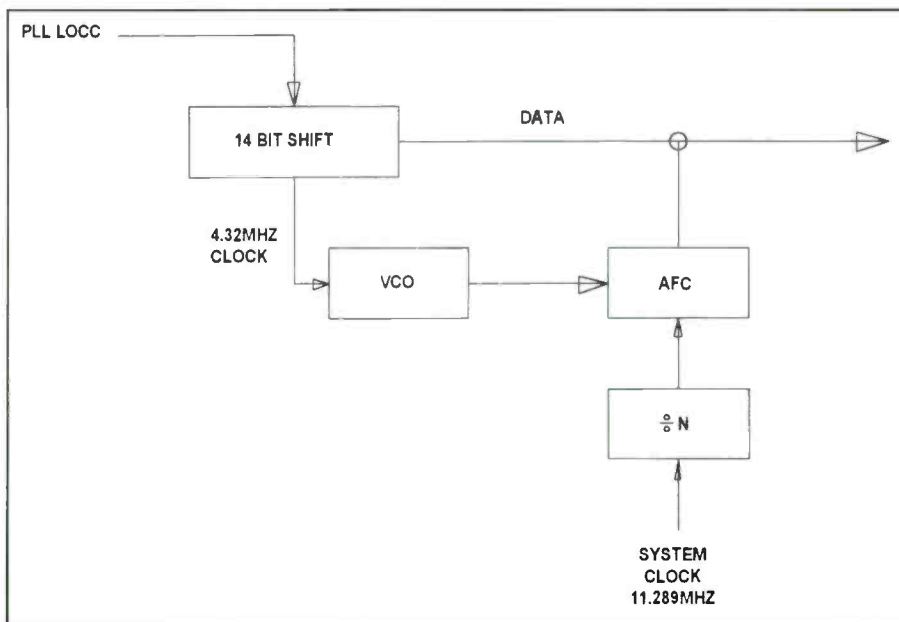 PLL LOCC
14 BIT SHIFT
DATA
4.32MHZ
CLOCK
VCO
AFC
÷ N
SYSTEM
CLOCK
11.289MHZ